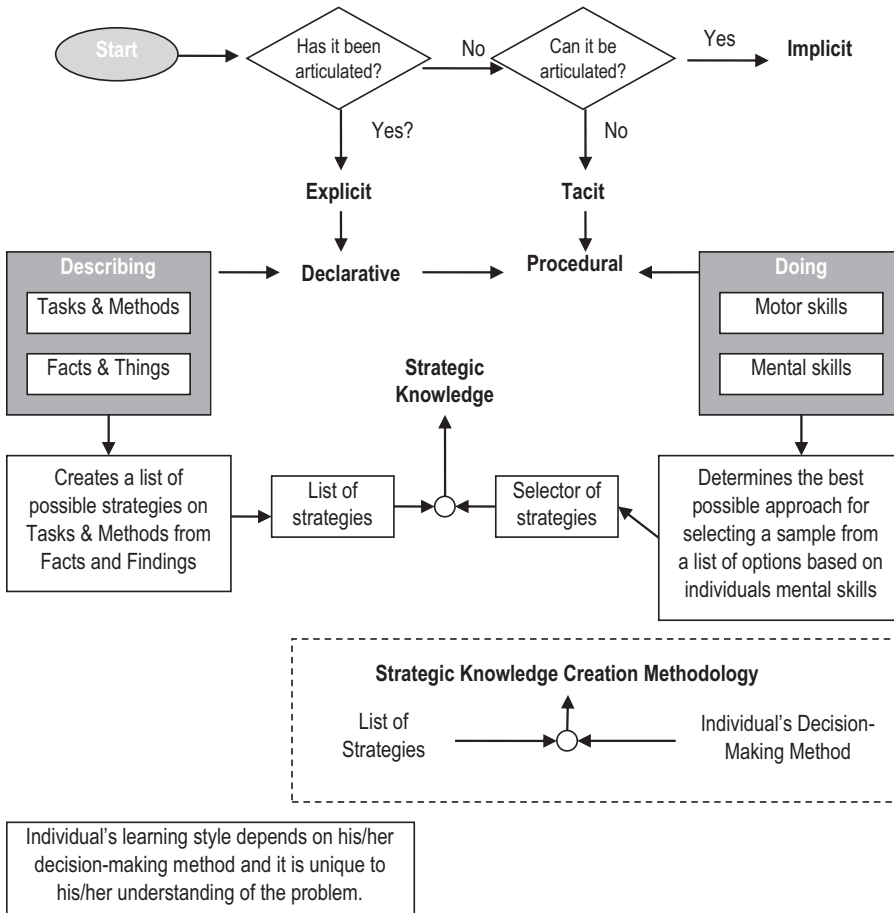 Start
Has it been
articulated?
No
Can it be
articulated?
Yes
Implicit
Yes?
No
Explicit
Tacit
Describing
Tasks & Methods
Facts & Things
Declarative
Procedural
Doing
Motor skills
Mental skills
Strategic
Knowledge
Creates a list of
possible strategies on
Tasks & Methods from
Facts and Findings
List of
strategies
Selector of
strategies
Determines the best
possible approach for
selecting a sample from
a list of options based on
individuals mental skills
Strategic Knowledge Creation Methodology
List of
Strategies
Individual’s Decision-
Making Method
Individual’s learning style depends on his/her
decision-making method and it is unique to
his/her understanding of the problem.